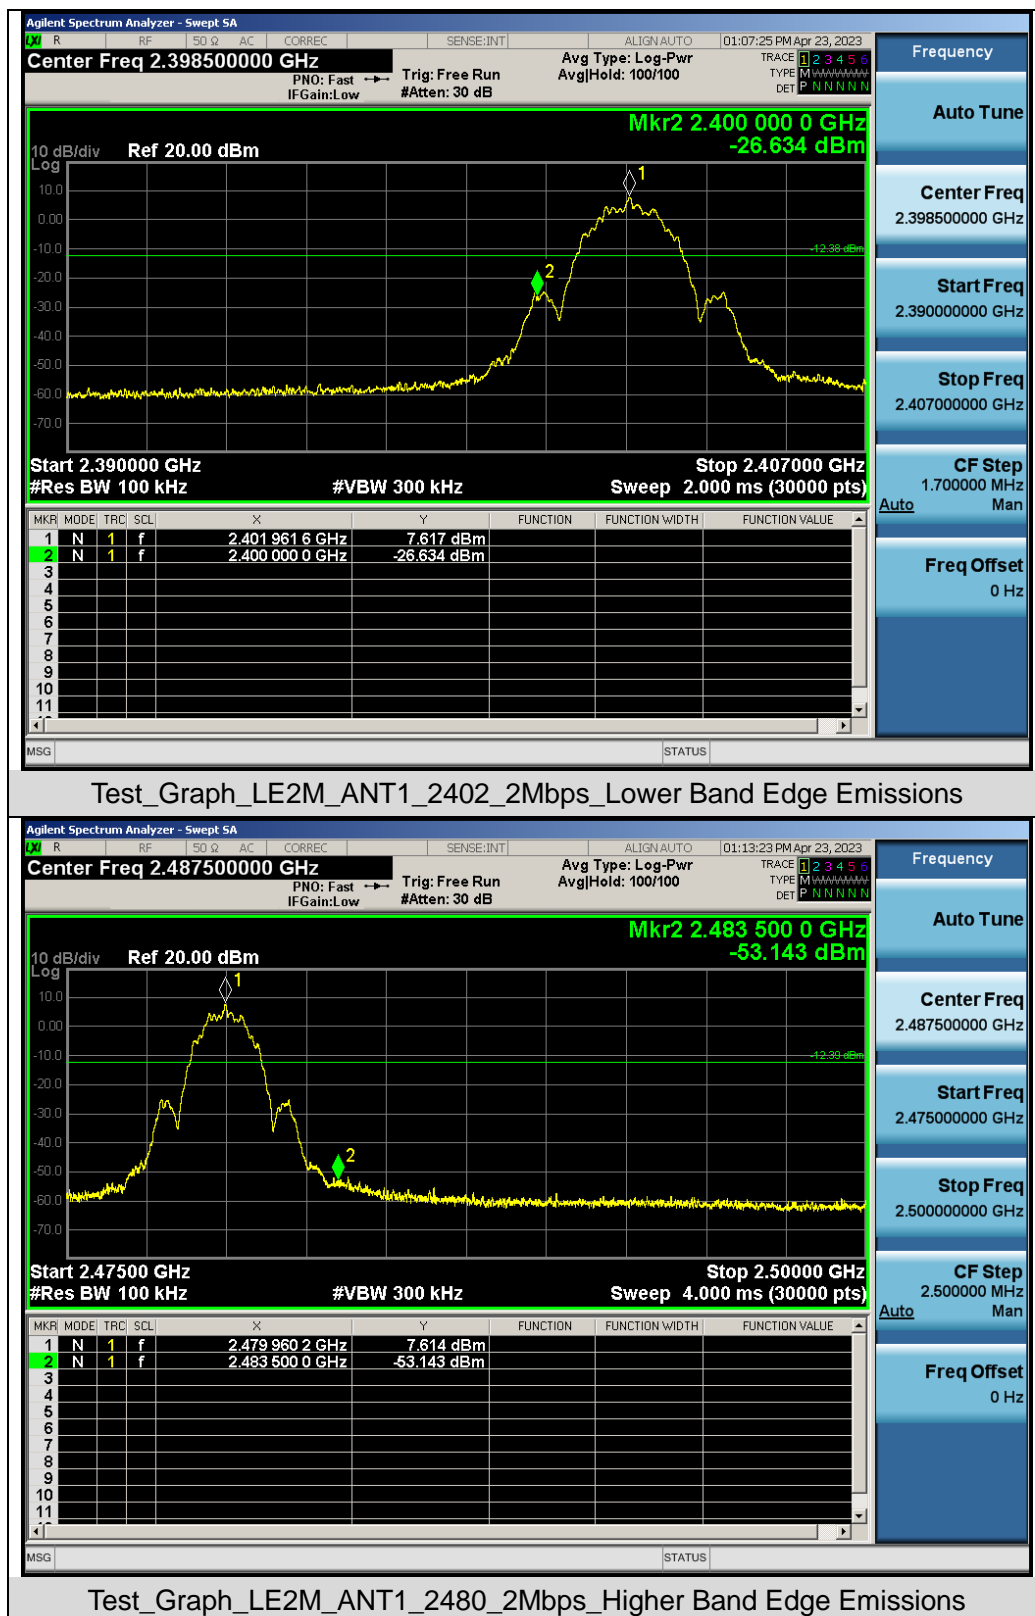 Agilent Spectrum Analyzer - Swept SA
LXI R RF 50 Ω AC CORREC SENSE:INT ALIGN AUTO 01:07:25 PM Apr 23, 2023
Center Freq 2.398500000 GHz
PNO: Fast
IFGain:Low
Trig: Free Run
#Atten: 30 dB
Avg Type: Log-Pwr
Avg|Hold: 100/100
TRACE 1 2 3 4 5 6
TYPE M W W W W W
DET P N N N N N
Mkr2 2.400 000 0 GHz
-26.634 dBm
10 dB/div Ref 20.00 dBm
Log
10.0
0.00
-10.0
-20.0
-30.0
-40.0
-50.0
-60.0
-70.0
1
2
-12.38 dBm
Start 2.390000 GHz Stop 2.407000 GHz
#Res BW 100 kHz #VBW 300 kHz Sweep 2.000 ms (30000 pts)
MKR MODE TRC SCL X Y FUNCTION FUNCTION WIDTH FUNCTION VALUE
1 N 1 f 2.401 961 6 GHz 7.617 dBm
2 N 1 f 2.400 000 0 GHz -26.634 dBm
3
4
5
6
7
8
9
10
11
MSG STATUS
Frequency
Auto Tune
Center Freq
2.398500000 GHz
Start Freq
2.390000000 GHz
Stop Freq
2.407000000 GHz
CF Step
1.700000 MHz
Auto Man
Freq Offset
0 Hz
Test_Graph_LE2M_ANT1_2402_2Mbps_Lower Band Edge Emissions
Agilent Spectrum Analyzer - Swept SA
LXI R RF 50 Ω AC CORREC SENSE:INT ALIGN AUTO 01:13:23 PM Apr 23, 2023
Center Freq 2.487500000 GHz
PNO: Fast
IFGain:Low
Trig: Free Run
#Atten: 30 dB
Avg Type: Log-Pwr
Avg|Hold: 100/100
TRACE 1 2 3 4 5 6
TYPE M W W W W W
DET P N N N N N
Mkr2 2.483 500 0 GHz
-53.143 dBm
10 dB/div Ref 20.00 dBm
Log
10.0
0.00
-10.0
-20.0
-30.0
-40.0
-50.0
-60.0
-70.0
1
2
-12.39 dBm
Start 2.47500 GHz Stop 2.50000 GHz
#Res BW 100 kHz #VBW 300 kHz Sweep 4.000 ms (30000 pts)
MKR MODE TRC SCL X Y FUNCTION FUNCTION WIDTH FUNCTION VALUE
1 N 1 f 2.479 960 2 GHz 7.614 dBm
2 N 1 f 2.483 500 0 GHz -53.143 dBm
3
4
5
6
7
8
9
10
11
MSG STATUS
Frequency
Auto Tune
Center Freq
2.487500000 GHz
Start Freq
2.475000000 GHz
Stop Freq
2.500000000 GHz
CF Step
2.500000 MHz
Auto Man
Freq Offset
0 Hz
Test_Graph_LE2M_ANT1_2480_2Mbps_Higher Band Edge Emissions